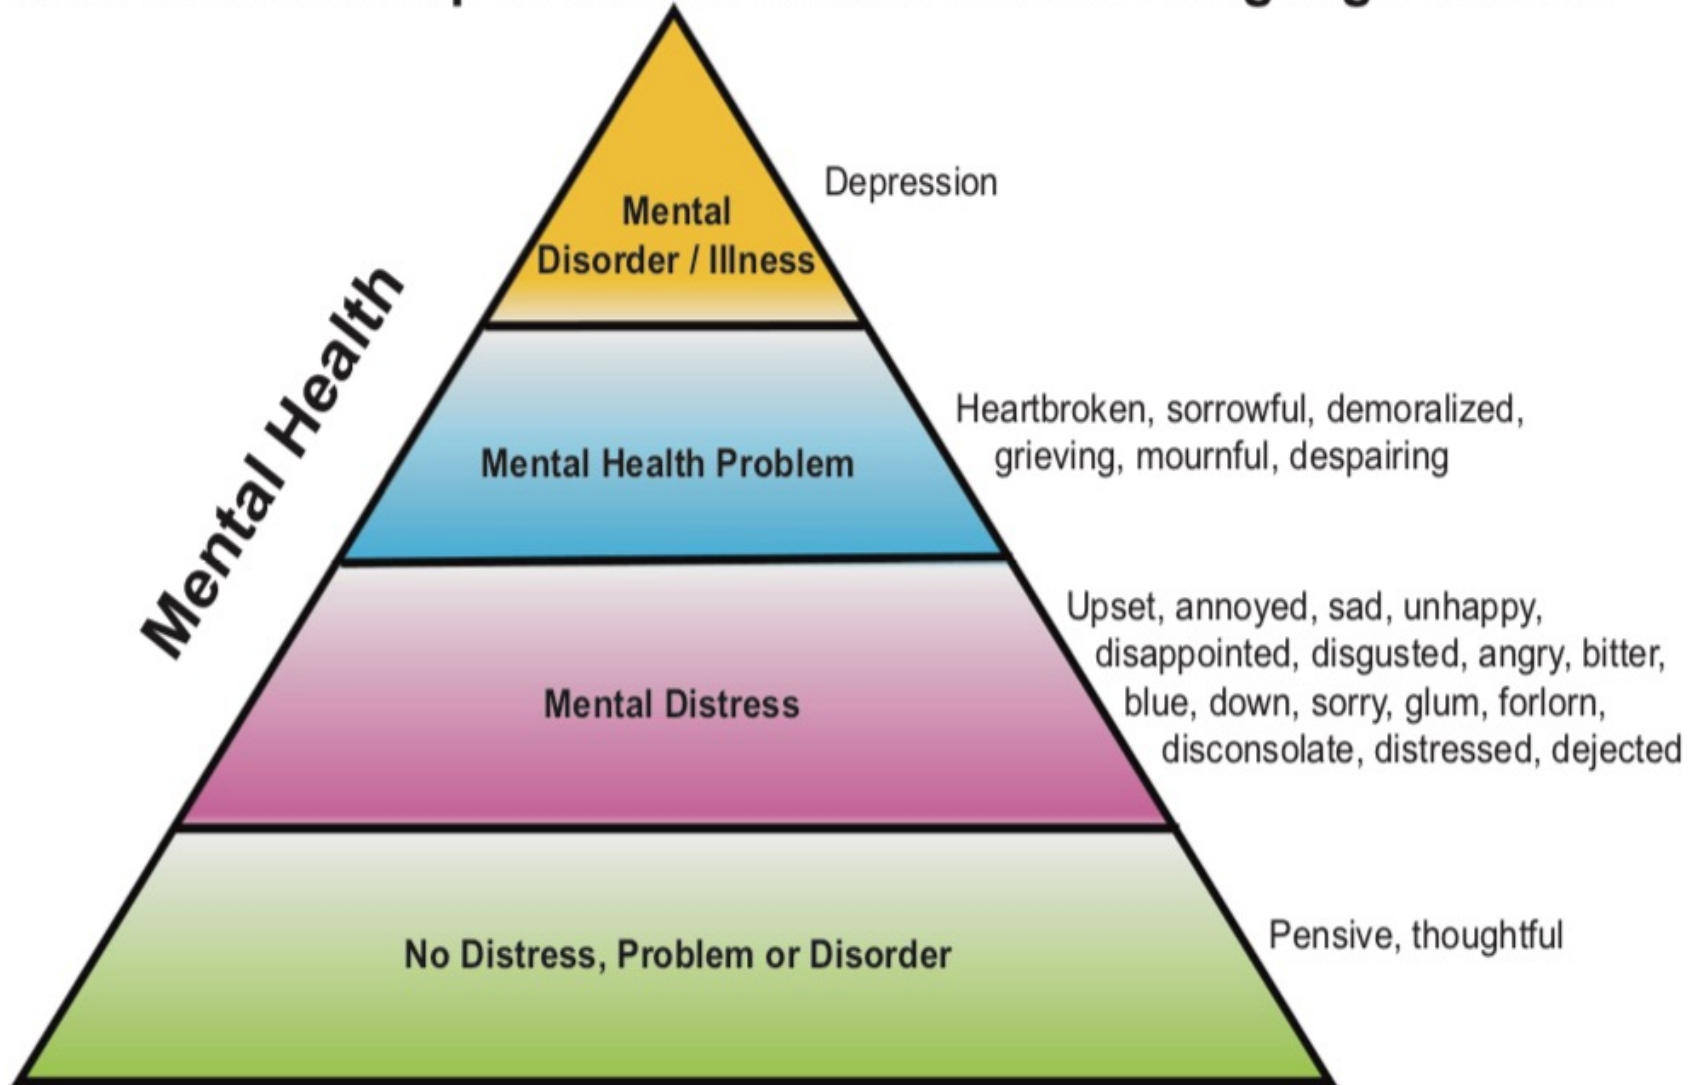 Depression
Mental
Disorder / Illness
Mental Health
Heartbroken, sorrowful, demoralized,
grieving, mournful, despairing
Mental Health Problem
Upset, annoyed, sad, unhappy,
disappointed, disgusted, angry, bitter,
blue, down, sorry, glum, forlorn,
disconsolate, distressed, dejected
Mental Distress
Pensive, thoughtful
No Distress, Problem or Disorder